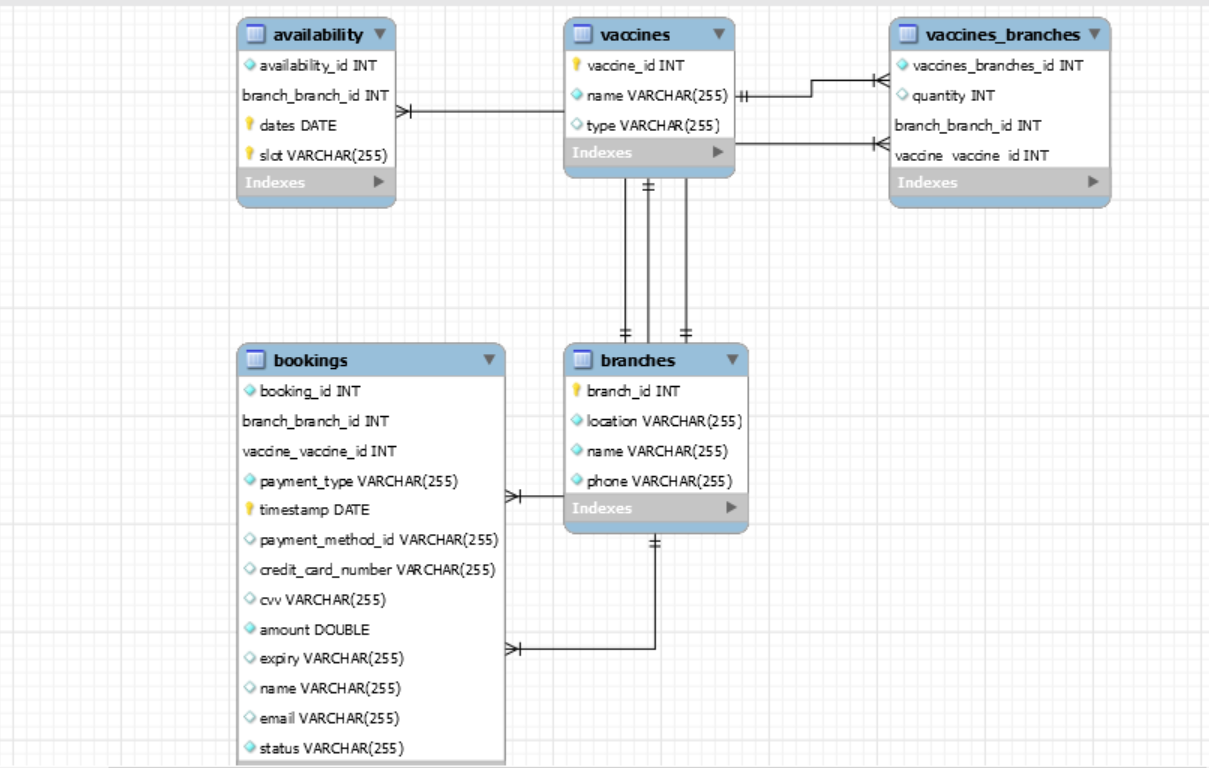 availability
availability_id INT
branch_branch_id INT
dates DATE
slot VARCHAR(255)
Indexes
vaccines
vaccine_id INT
name VARCHAR(255)
type VARCHAR(255)
Indexes
vaccines_branches
vaccines_branches_id INT
quantity INT
branch_branch_id INT
vaccine_vaccine_id INT
Indexes
bookings
booking_id INT
branch_branch_id INT
vaccine_vaccine_id INT
payment_type VARCHAR(255)
timestamp DATE
payment_method_id VARCHAR(255)
credit_card_number VARCHAR(255)
cvv VARCHAR(255)
amount DOUBLE
expiry VARCHAR(255)
name VARCHAR(255)
email VARCHAR(255)
status VARCHAR(255)
branches
branch_id INT
location VARCHAR(255)
name VARCHAR(255)
phone VARCHAR(255)
Indexes